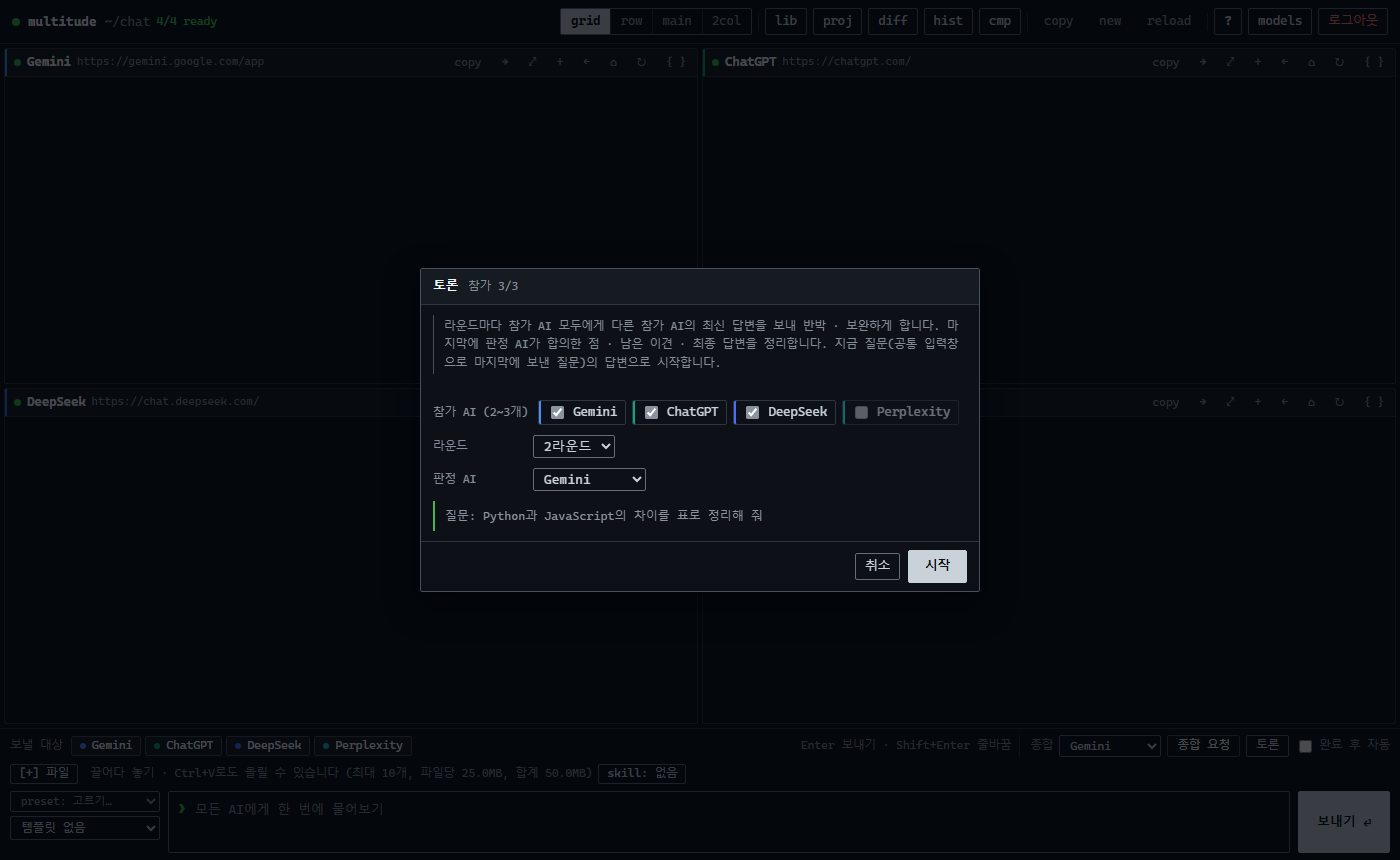 multitude ~/chat 4/4 ready
grid row main 2col lib proj diff hist cmp copy new reload ? models 로그아웃
Gemini https://gemini.google.com/app copy → ⤢ + ← ⌂ ↻ { }
ChatGPT https://chatgpt.com/ copy → ⤢ + ← ⌂ ↻ { }
토론 참가 3/3
라운드마다 참가 AI 모두에게 다른 참가 AI의 최신 답변을 보내 반박 · 보완하게 합니다. 마
지막에 판정 AI가 합의한 점 · 남은 이견 · 최종 답변을 정리합니다. 지금 질문(공통 입력창
으로 마지막에 보낸 질문)의 답변으로 시작합니다.
DeepSeek https://chat.deepseek.com/
copy → ⤢ + ← ⌂ ↻ { }
참가 AI (2~3개) Gemini ChatGPT DeepSeek Perplexity
라운드 2라운드
판정 AI Gemini
질문: Python과 JavaScript의 차이를 표로 정리해 줘
취소 시작
보낼 대상 Gemini ChatGPT DeepSeek Perplexity Enter 보내기 · Shift+Enter 줄바꿈 종합 Gemini 종합 요청 토론 완료 후 자동
[+] 파일 끌어다 놓기 · Ctrl+V로도 올릴 수 있습니다 (최대 10개, 파일당 25.0MB, 합계 50.0MB) skill: 없음
preset: 고르기…
❯ 모든 AI에게 한 번에 물어보기
템플릿 없음
보내기 ↵